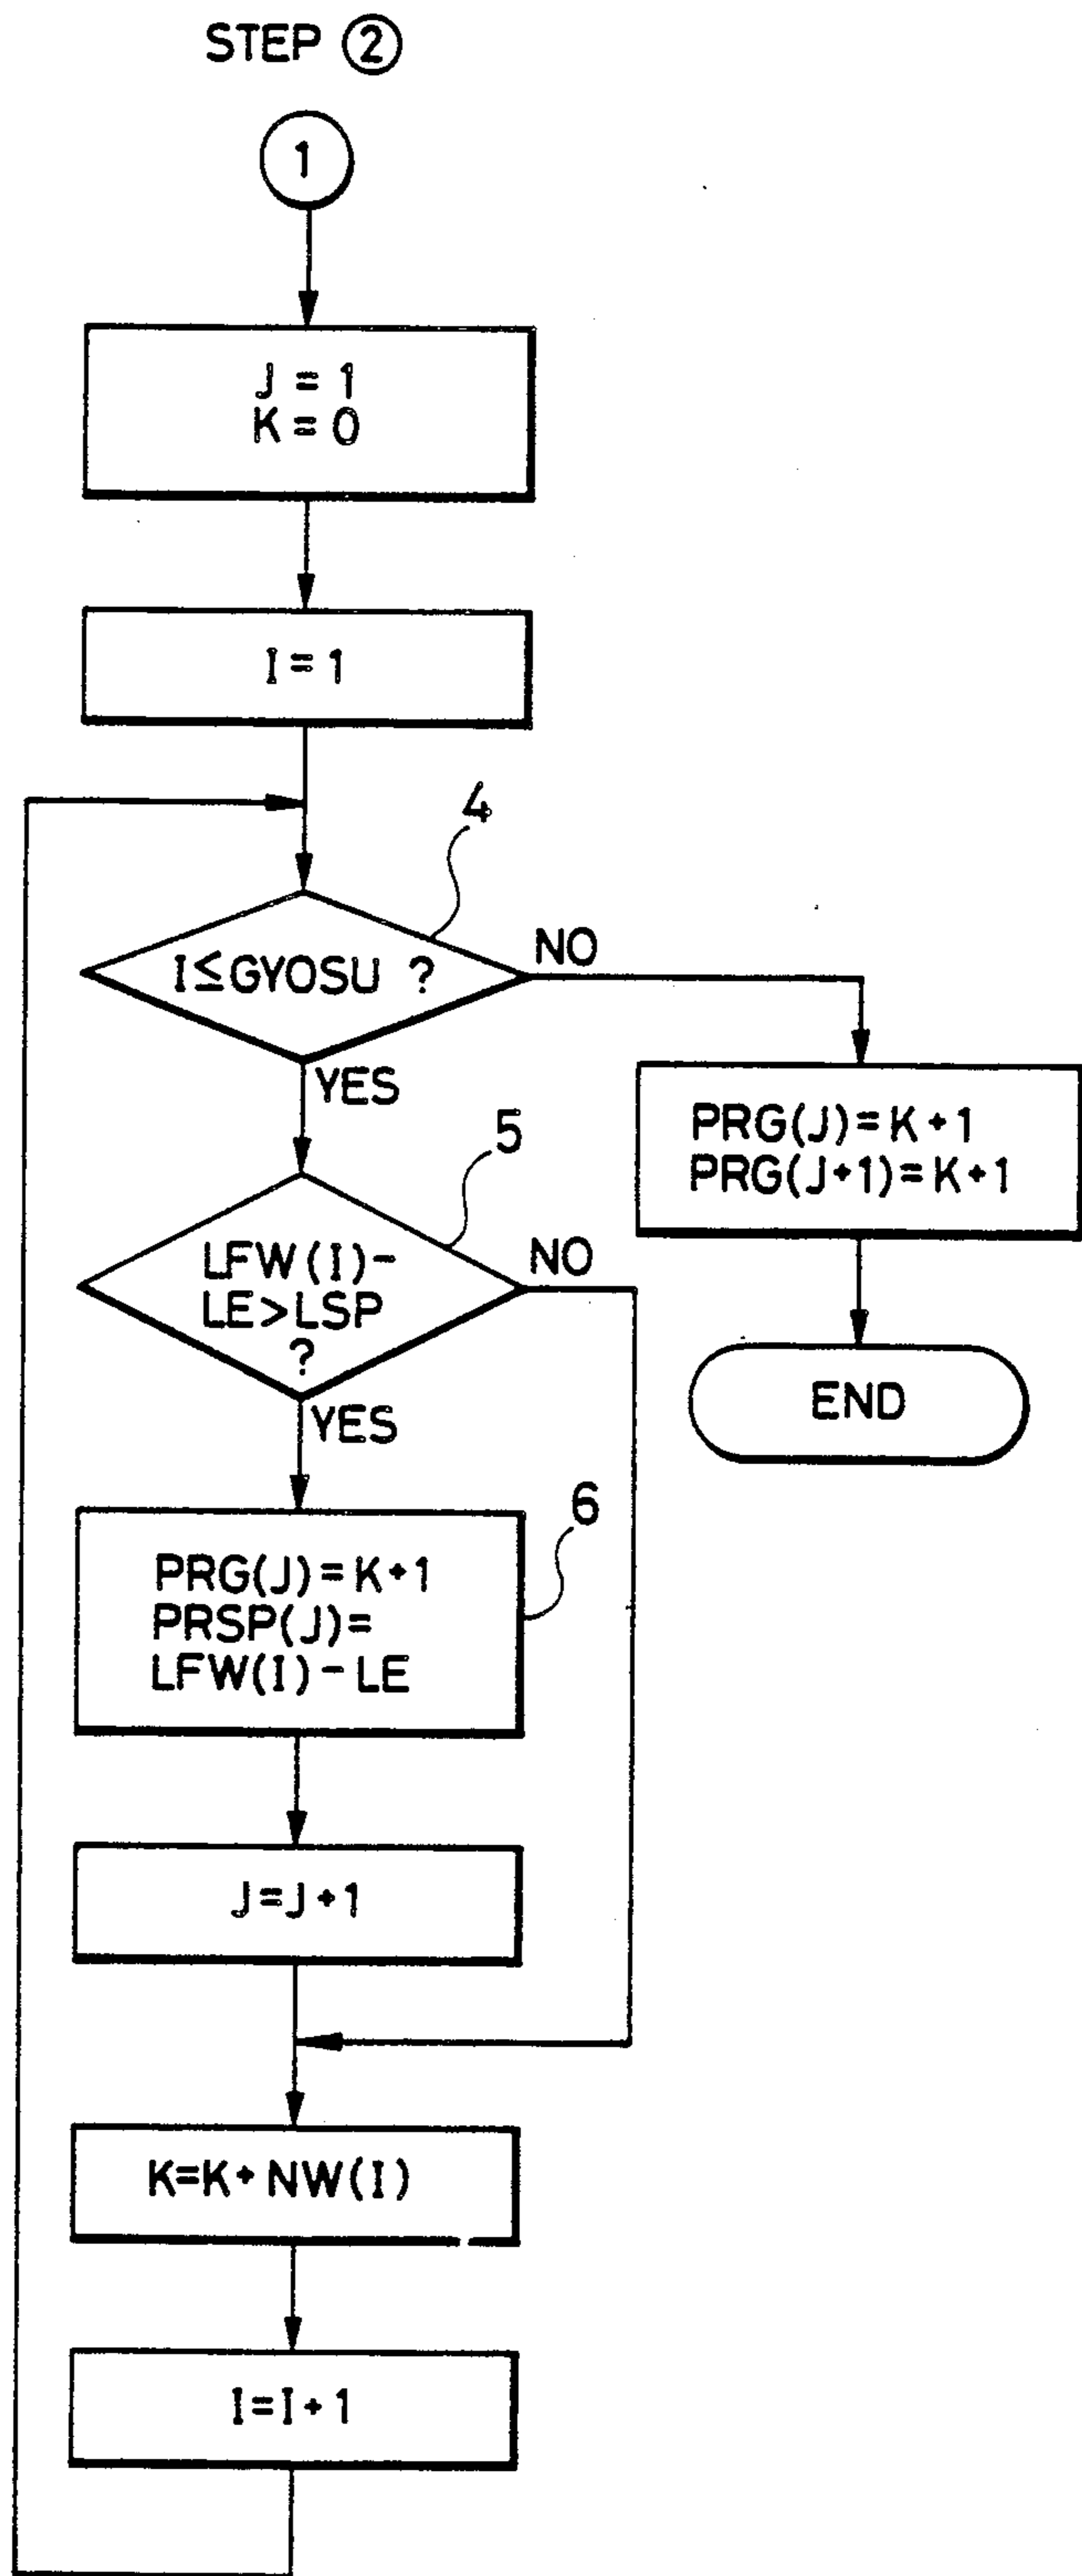 STEP ②
1
J = 1
K = 0
I = 1
4
I≤GYOSU ?
NO
YES
PRG(J)=K+1
PRG(J+1)=K+1
5
LFW(I)-
LE>LSP
?
NO
YES
END
6
PRG(J)=K+1
PRSP(J)=
LFW(I)-LE
J=J+1
K=K+NW(I)
I=I+1